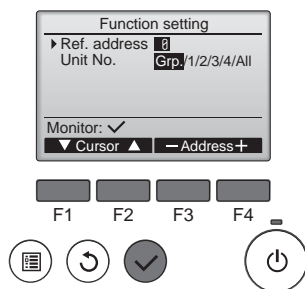 Function setting
Ref. address 0
Unit No. Grp./1/2/3/4/All
Monitor: ✓
▼ Cursor ▲ −Address+
F1 F2 F3 F4